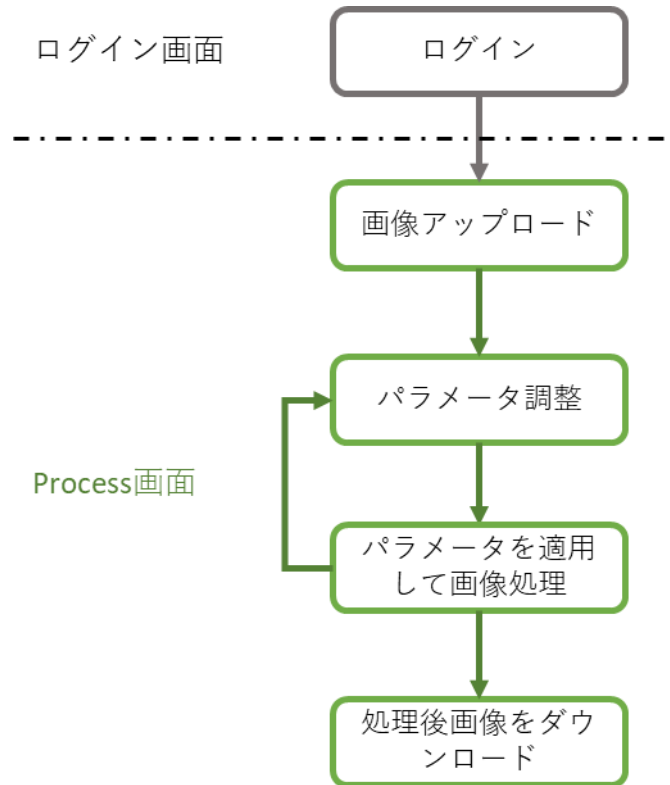 ログイン画面
ログイン
画像アップロード
パラメータ調整
Process画面
パラメータを適用
して画像処理
処理後画像をダウ
ンロード